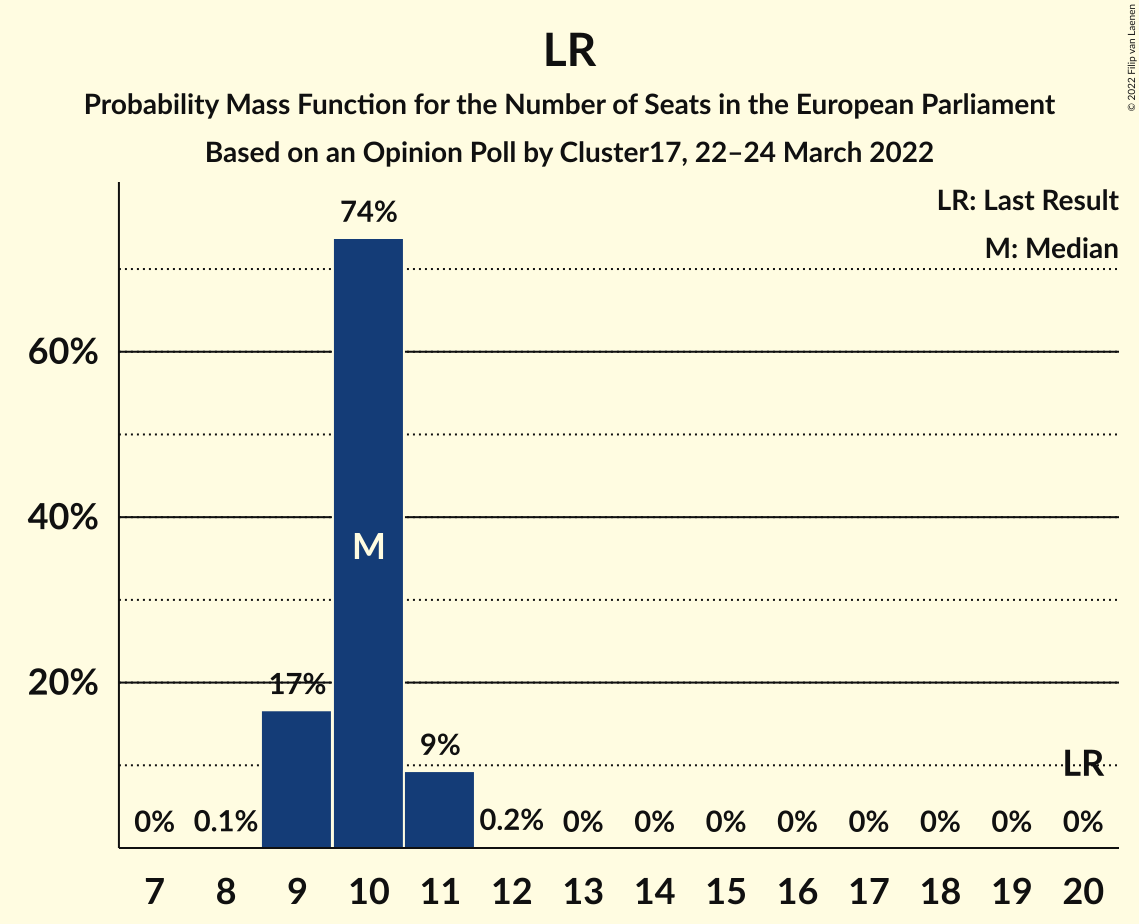 LR
Probability Mass Function for the Number of Seats in the European Parliament
Based on an Opinion Poll by Cluster17, 22–24 March 2022
© 2022 Filip van Laenen
LR: Last Result
M: Median
74%
60%
40%
M
20%
17%
9%
LR
0% 0.1% 0.2% 0% 0% 0% 0% 0% 0% 0% 0%
7 8 9 10 11 12 13 14 15 16 17 18 19 20